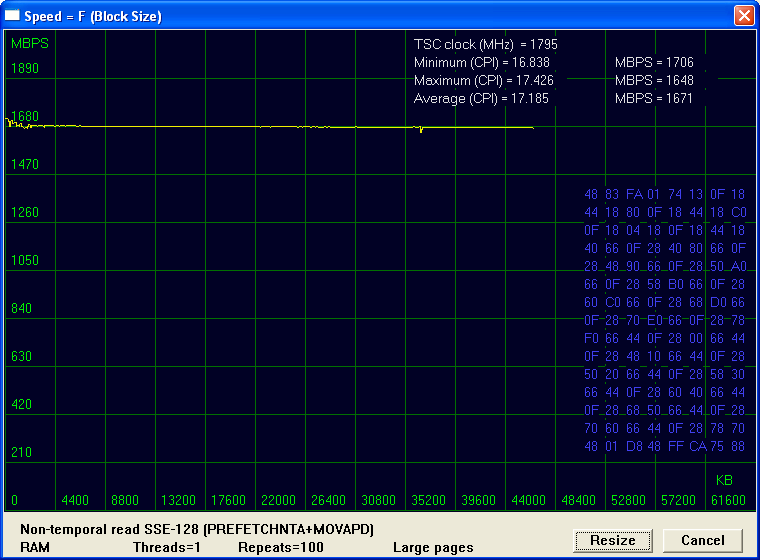 Speed = F (Block Size)
MBPS
TSC clock (MHz) = 1795
Minimum (CPI) = 16.838 MBPS = 1706
Maximum (CPI) = 17.426 MBPS = 1648
Average (CPI) = 17.185 MBPS = 1671
1890
1680
1470
1260
1050
840
630
420
210
48 83 FA 01 74 13 0F 18
44 18 80 0F 18 44 18 C0
0F 18 04 18 0F 18 44 18
40 66 0F 28 40 80 66 0F
28 48 90 66 0F 28 50 A0
66 0F 28 58 B0 66 0F 28
60 C0 66 0F 28 68 D0 66
0F 28 70 E0 66 0F 28 78
F0 66 44 0F 28 00 66 44
0F 28 48 10 66 44 0F 28
50 20 66 44 0F 28 58 30
66 44 0F 28 60 40 66 44
0F 28 68 50 66 44 0F 28
70 60 66 44 0F 28 78 70
48 01 D8 48 FF CA 75 88
KB
0 4400 8800 13200 17600 22000 26400 30800 35200 39600 44000 48400 52800 57200 61600
Non-temporal read SSE-128 (PREFETCHNTA+MOVAPD)
RAM Threads=1 Repeats=100 Large pages
Resize Cancel